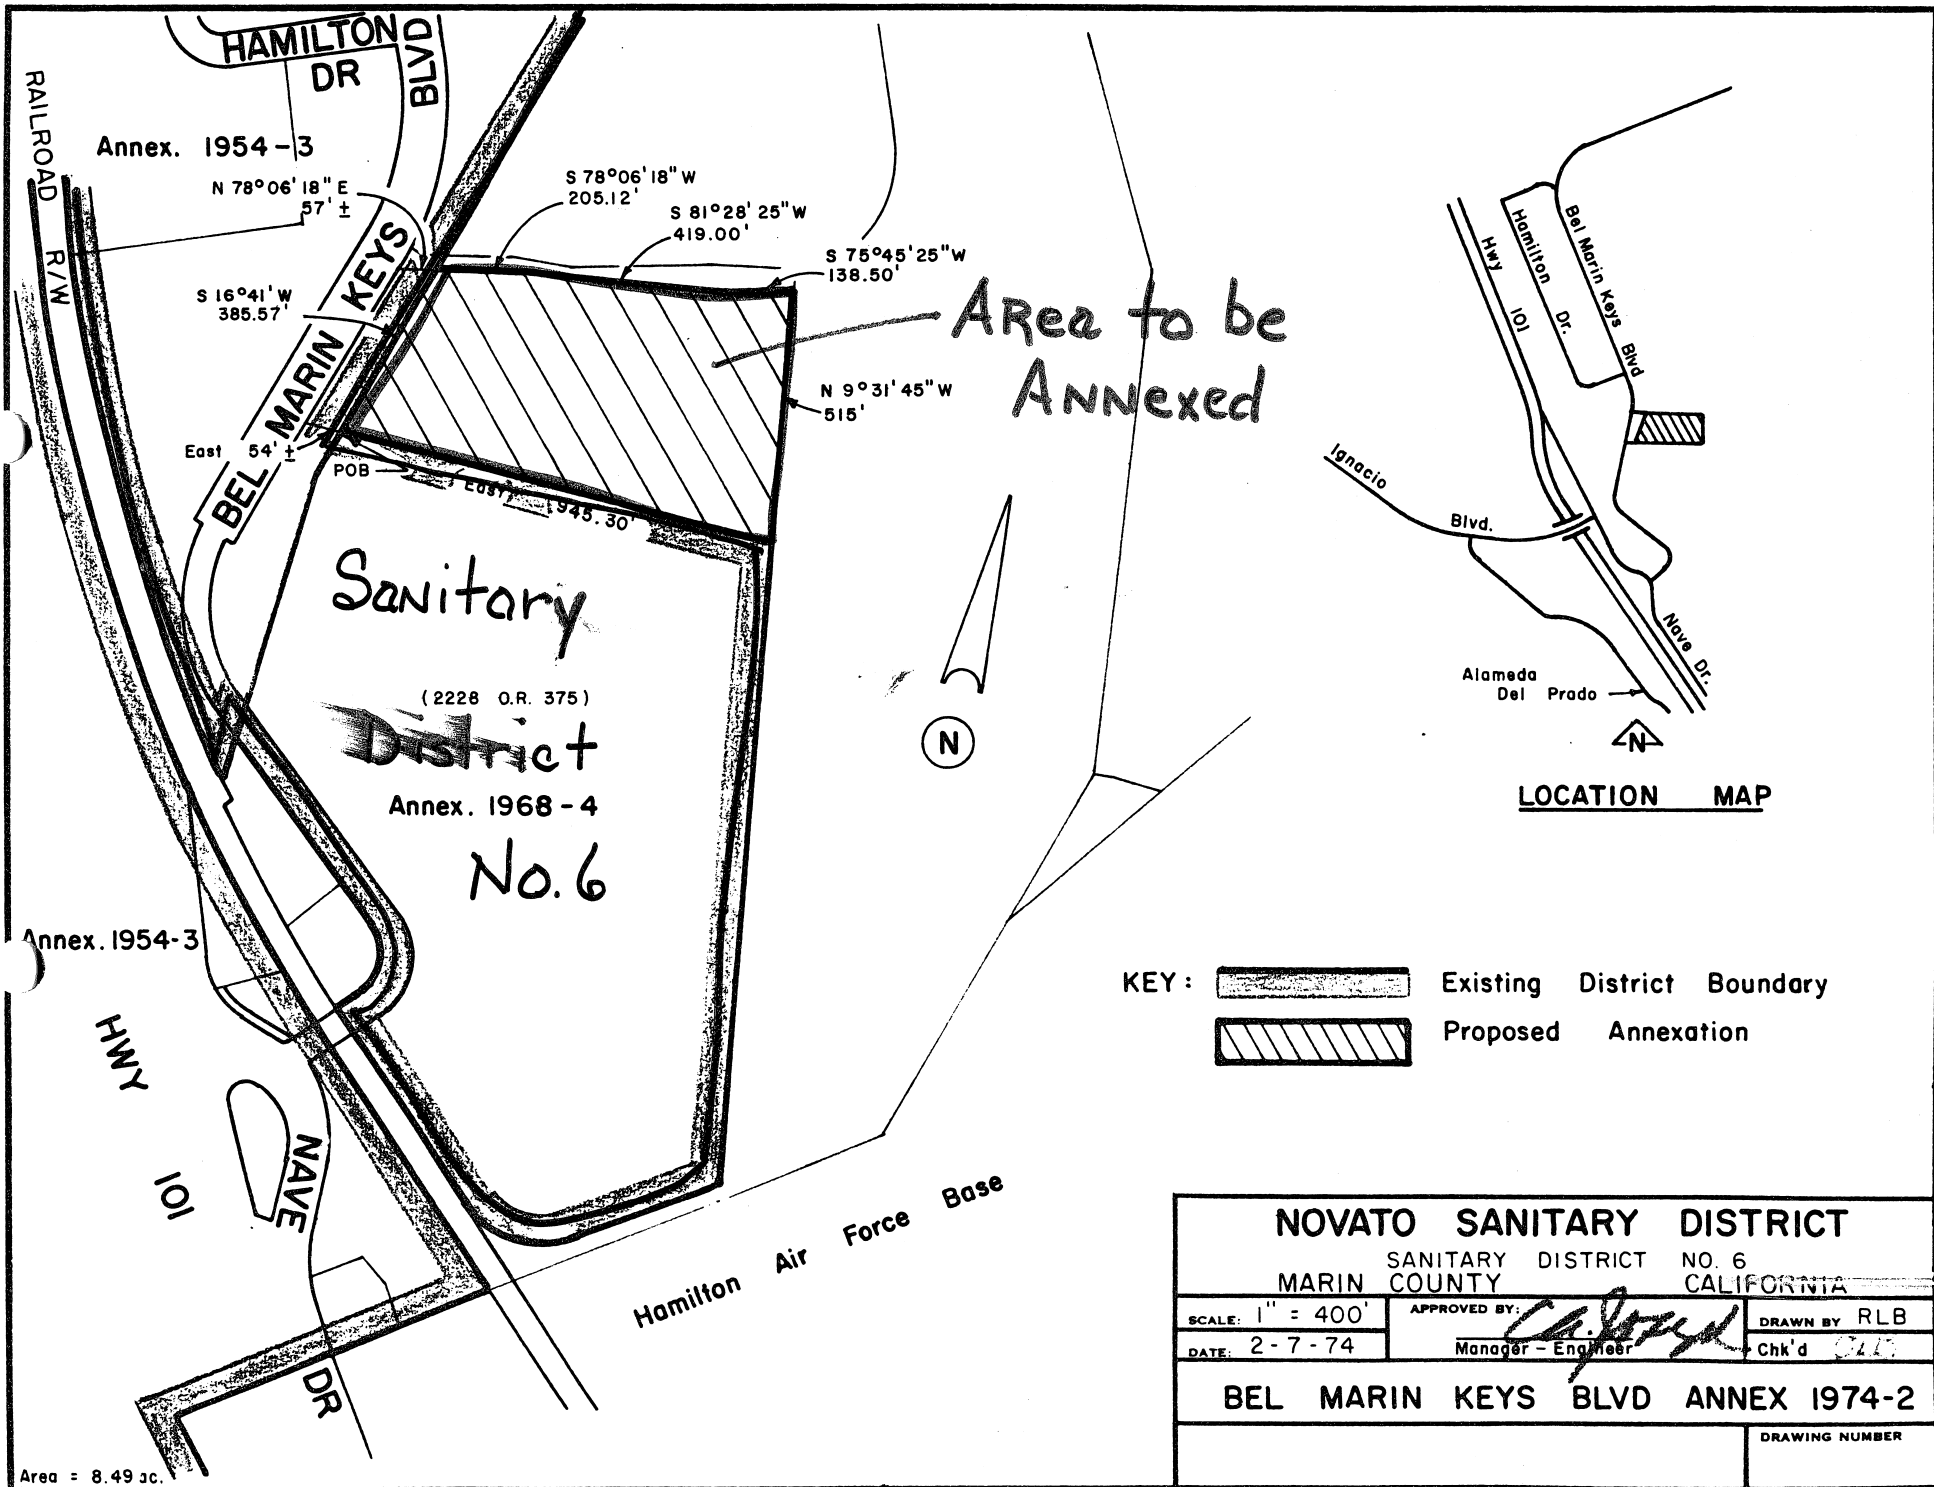 HAMILTON
DR
BLVD
RAILROAD R/W
Annex. 1954-3
N 78°06'18" E
57' ±
S 78°06'18" W
205.12'
S 81°28'25" W
419.00'
S 75°45'25" W
138.50'
S 16°41' W
385.57'
BEL MARIN KEYS
Area to be
Annexed
N 9°31'45" W
515'
East 54' ±
POB
East 945.30'
Sanitary
(2228 O.R. 375)
District
Annex. 1968-4
No. 6
Annex. 1954-3
HWY
101
NAVE
DR
Hamilton Air Force Base
Area = 8.49 ac.
N
Hwy 101
Hamilton Dr.
Bel Marin Keys Blvd
Ignacio Blvd.
Nave Dr.
Alameda
Del Prado
N
LOCATION MAP
KEY:
Existing District Boundary
Proposed Annexation
NOVATO SANITARY DISTRICT
SANITARY DISTRICT NO. 6
MARIN COUNTY CALIFORNIA
SCALE: 1" = 400'
APPROVED BY:
DRAWN BY RLB
DATE: 2-7-74
Manager - Engineer
Chk'd
BEL MARIN KEYS BLVD ANNEX 1974-2
DRAWING NUMBER